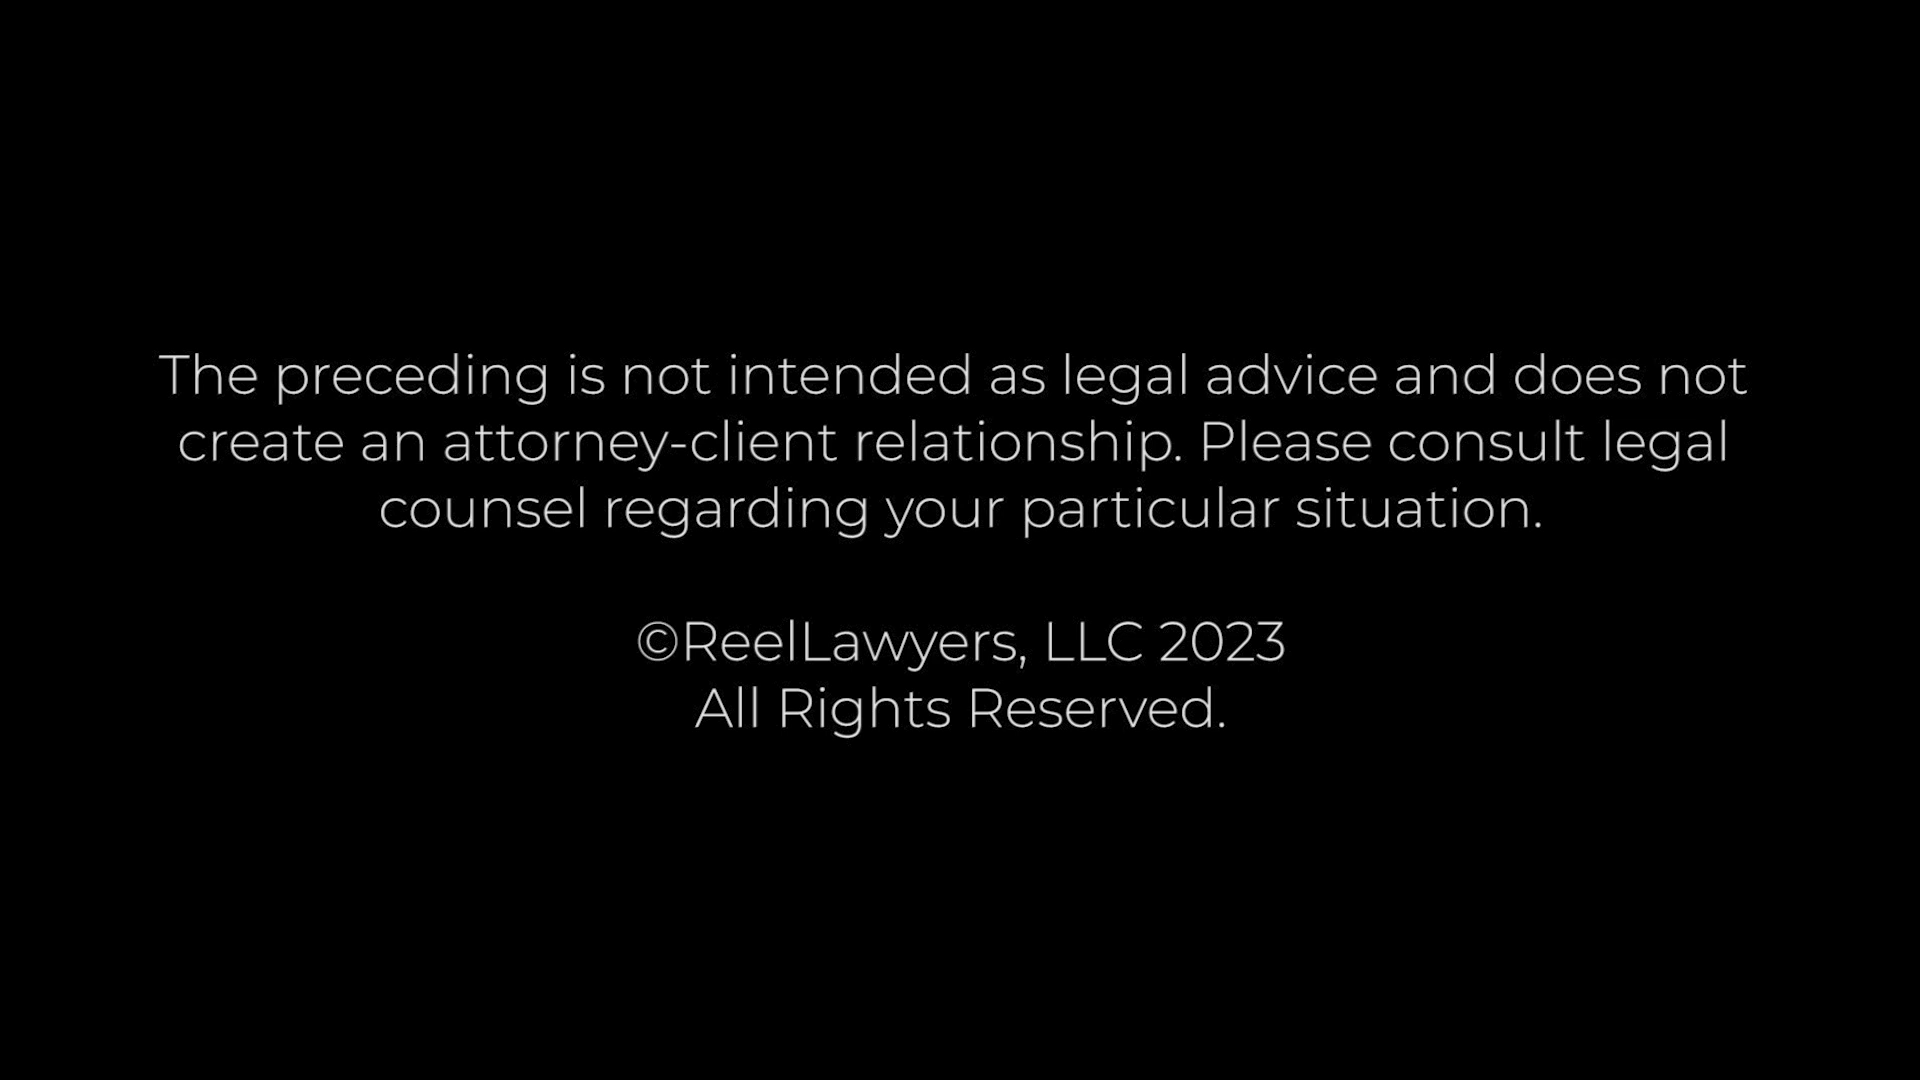 The preceding is not intended as legal advice and does not
create an attorney-client relationship. Please consult legal
counsel regarding your particular situation.
©ReelLawyers, LLC 2023
All Rights Reserved.